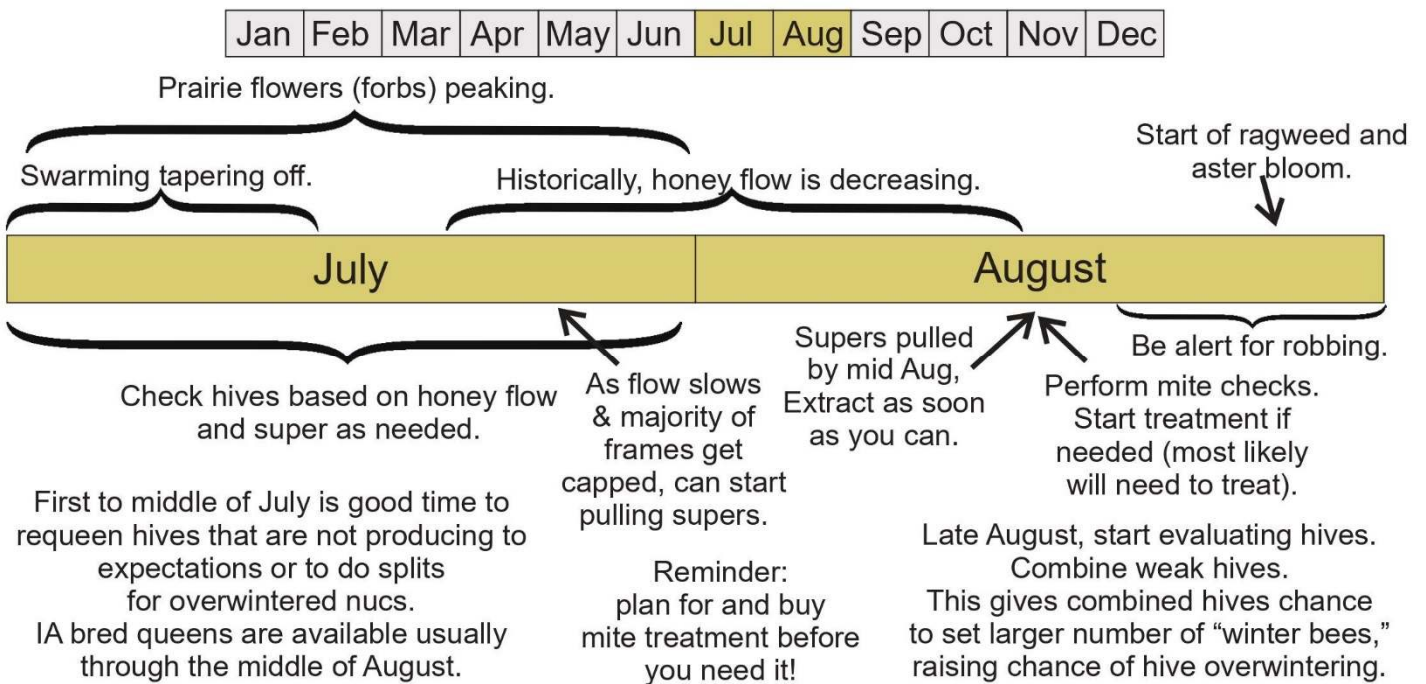 Jan Feb Mar Apr May Jun Jul Aug Sep Oct Nov Dec
Prairie flowers (forbs) peaking.
Swarming tapering off.
Historically, honey flow is decreasing.
Start of ragweed and
aster bloom.
July
August
Check hives based on honey flow
and super as needed.
As flow slows
& majority of
frames get
capped, can start
pulling supers.
Supers pulled
by mid Aug,
Extract as soon
as you can.
Be alert for robbing.
Perform mite checks.
Start treatment if
needed (most likely
will need to treat).
First to middle of July is good time to
requeen hives that are not producing to
expectations or to do splits
for overwintered nucs.
IA bred queens are available usually
through the middle of August.
Reminder:
plan for and buy
mite treatment before
you need it!
Late August, start evaluating hives.
Combine weak hives.
This gives combined hives chance
to set larger number of “winter bees,”
raising chance of hive overwintering.